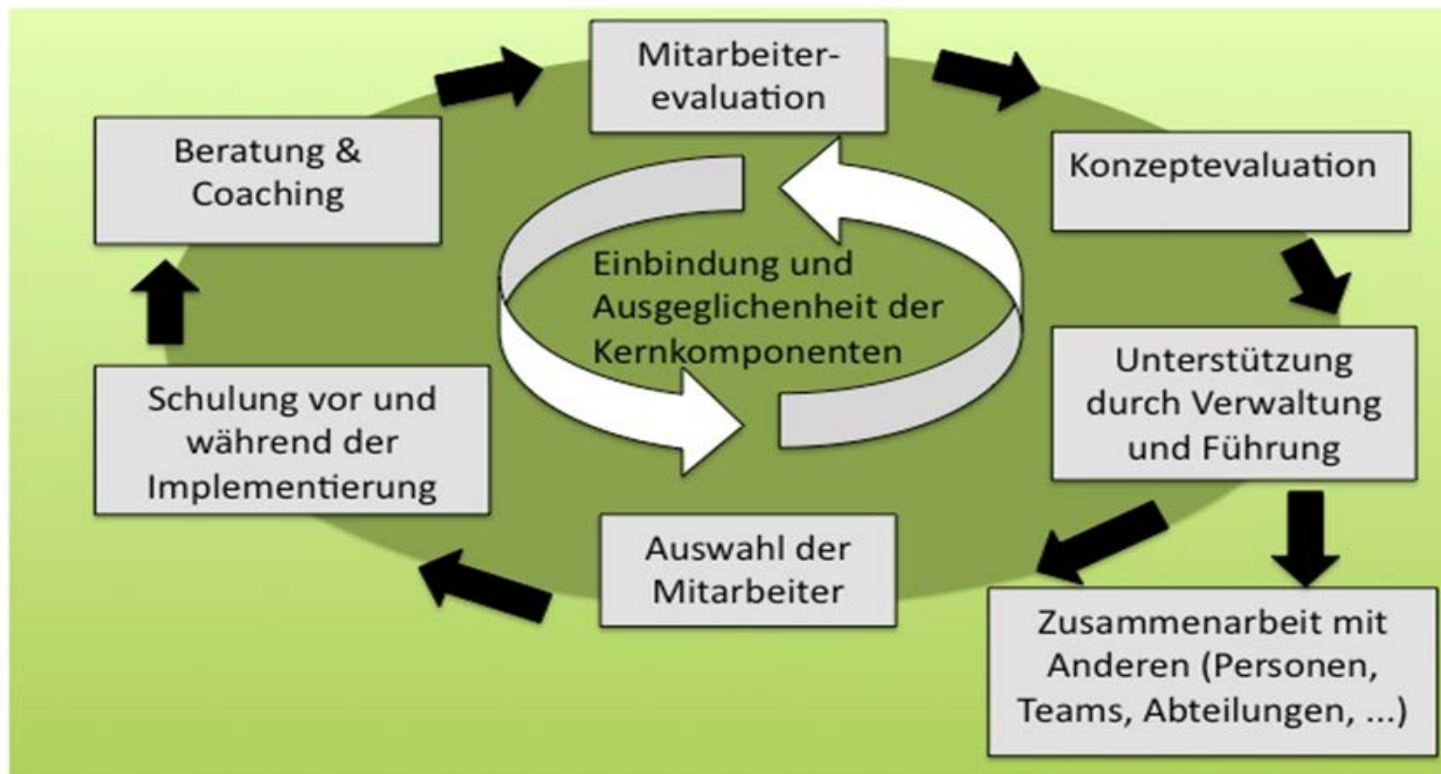 Mitarbeiter-
evaluation
Beratung &
Coaching
Konzeptevaluation
Einbindung und
Ausgeglichenheit der
Kernkomponenten
Schulung vor und
während der
Implementierung
Unterstützung
durch Verwaltung
und Führung
Auswahl der
Mitarbeiter
Zusammenarbeit mit
Anderen (Personen,
Teams, Abteilungen, ...)